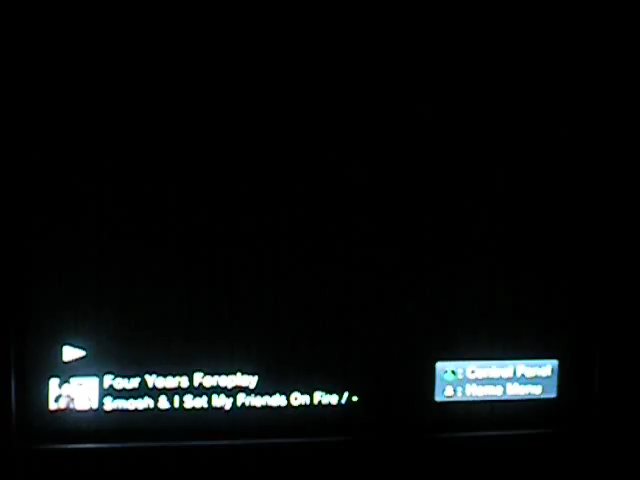 Four Years Foreplay
Smosh & I Set My Friends On Fire / -
: Control Panel
: Home Menu